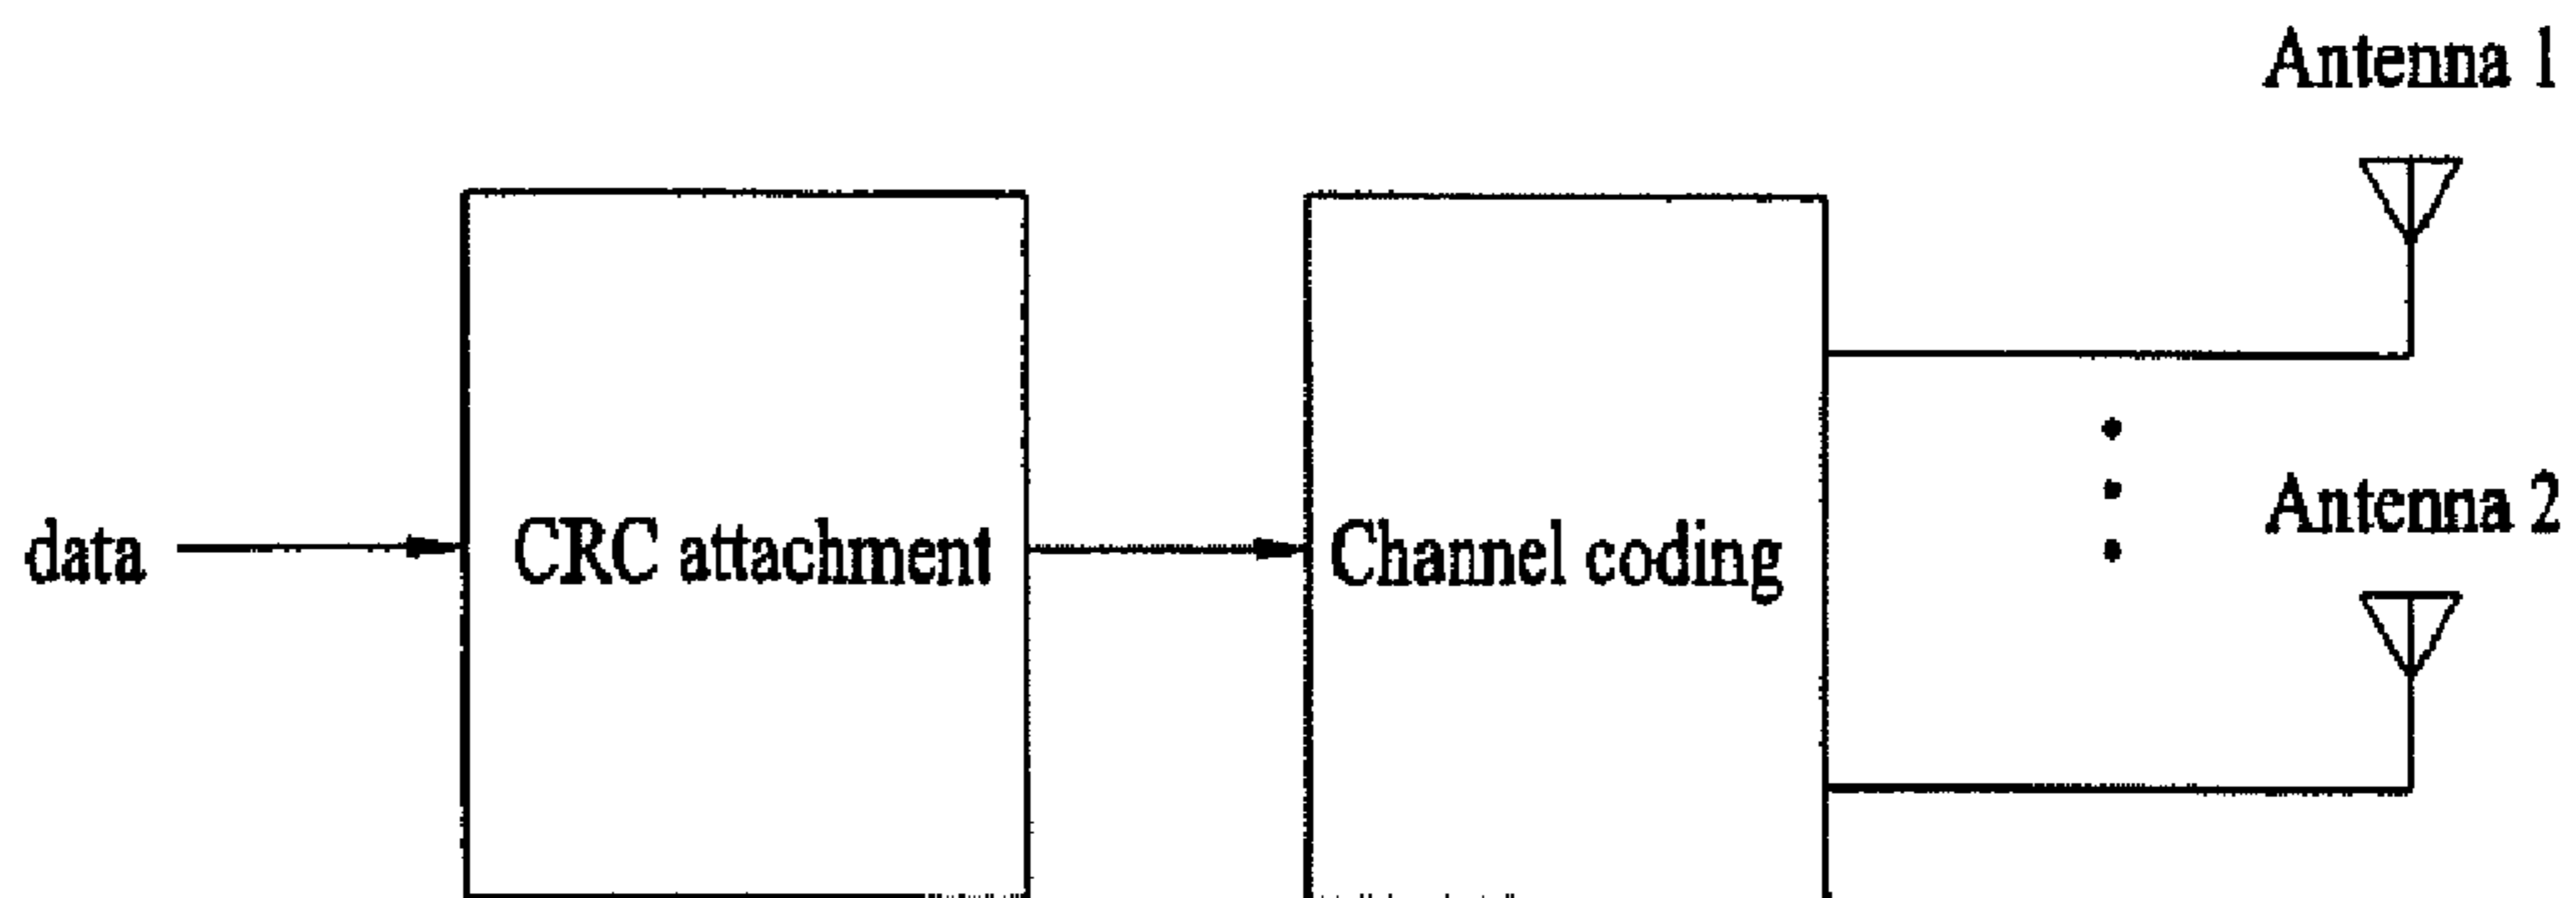 Antenna 1
data
CRC attachment
Channel coding
Antenna 2